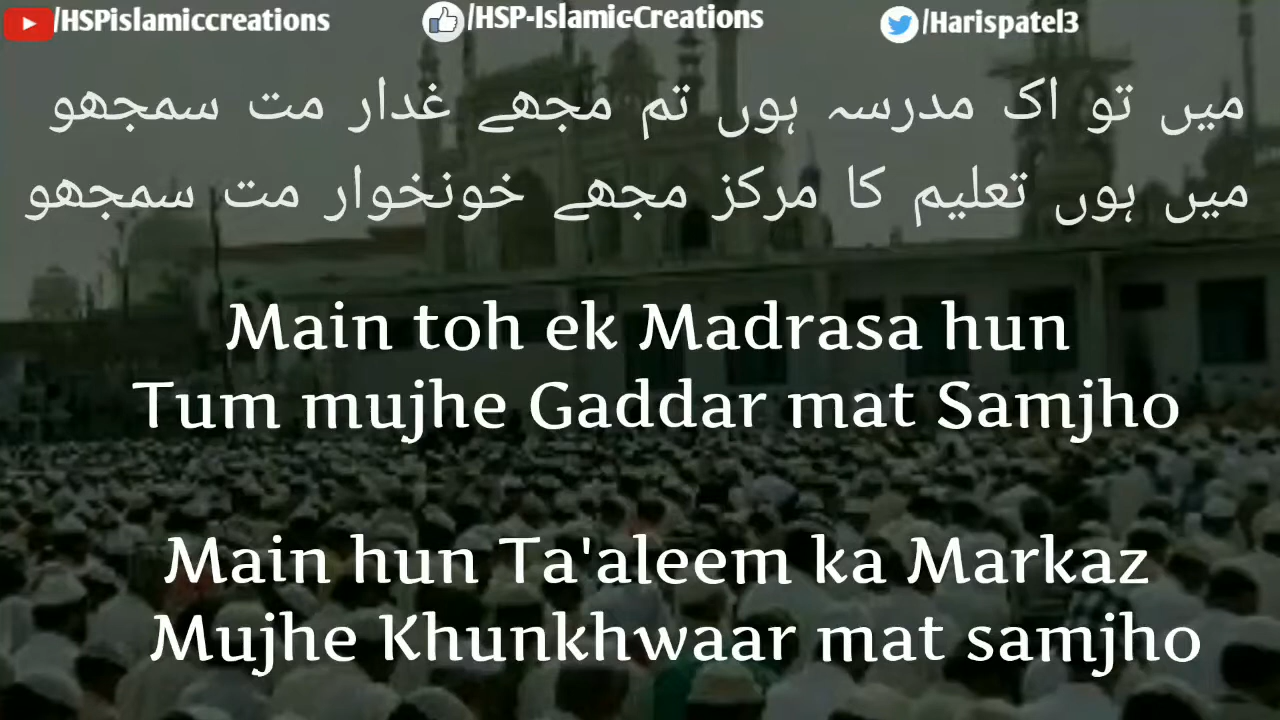 /HSPislamiccreations /HSP-Islamic-Creations /Harispatel3
میں تو اک مدرسہ ہوں تم مجھے غدار مت سمجھو
میں ہوں تعلیم کا مرکز مجھے خونخوار مت سمجھو
Main toh ek Madrasa hun
Tum mujhe Gaddar mat Samjho
Main hun Ta'aleem ka Markaz
Mujhe Khunkhwaar mat samjho